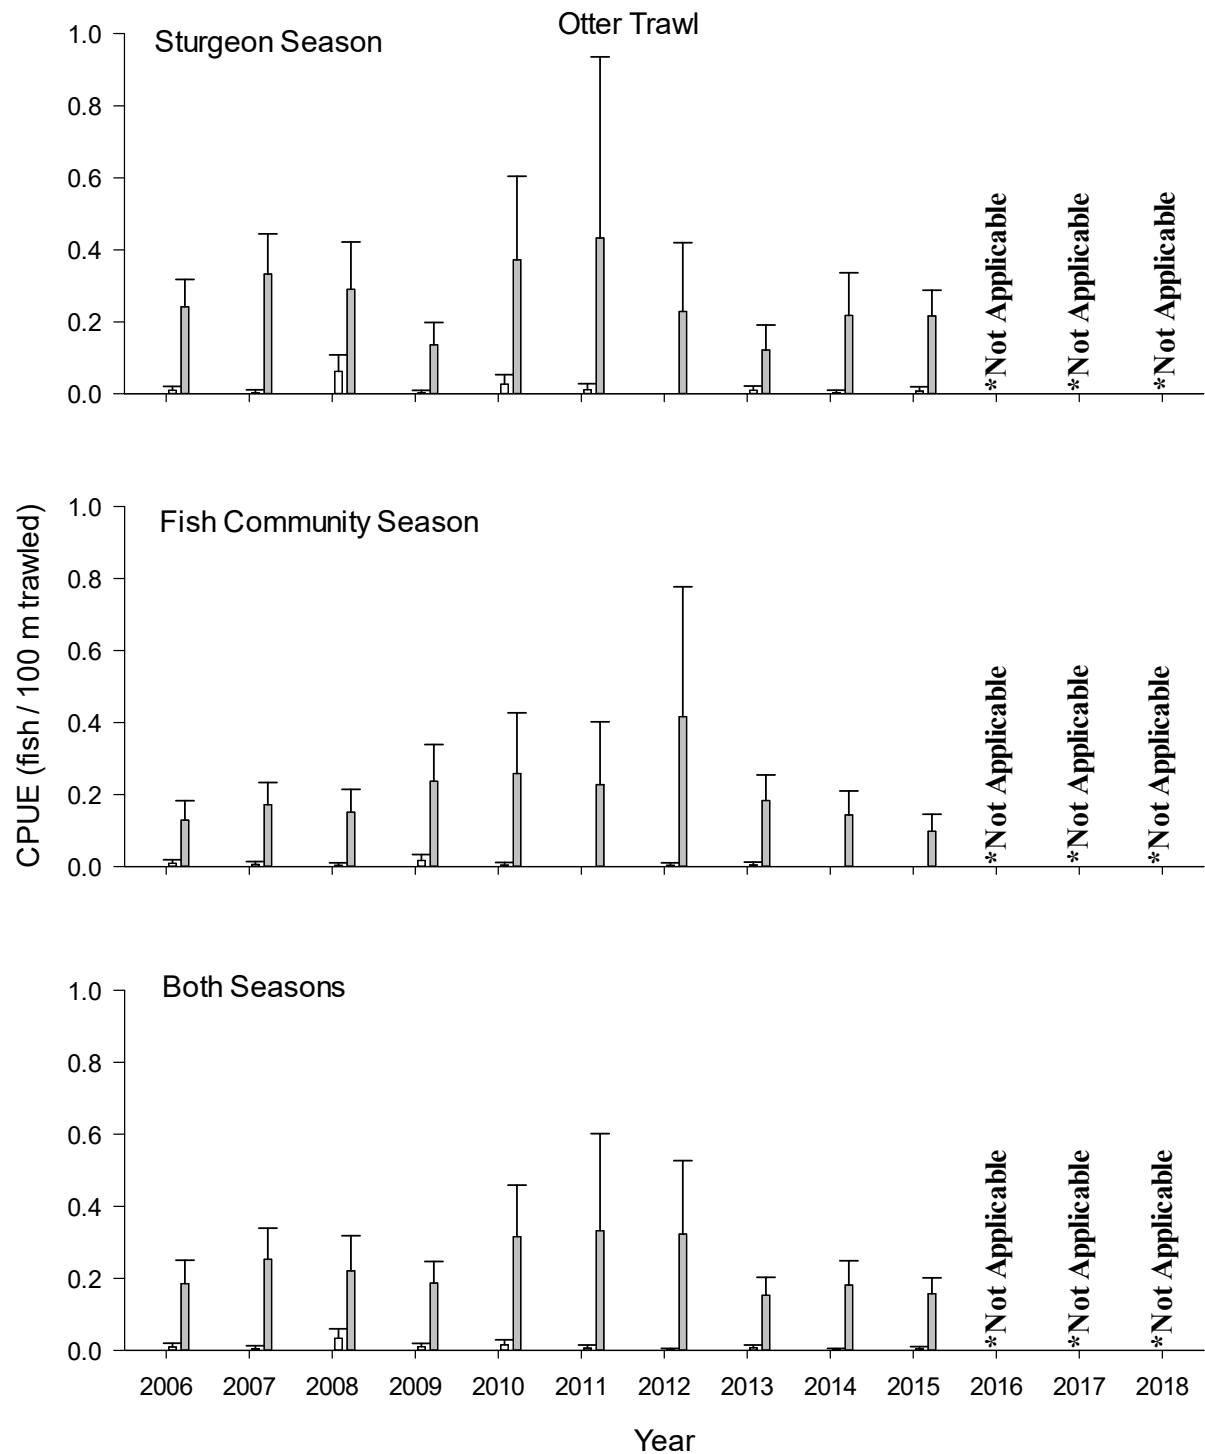 Otter Trawl
Sturgeon Season
1.0
0.8
0.6
0.4
0.2
0.0
*Not Applicable
*Not Applicable
*Not Applicable
CPUE (fish / 100 m trawled)
Fish Community Season
1.0
0.8
0.6
0.4
0.2
0.0
*Not Applicable
*Not Applicable
*Not Applicable
Both Seasons
1.0
0.8
0.6
0.4
0.2
0.0
*Not Applicable
*Not Applicable
*Not Applicable
2006 2007 2008 2009 2010 2011 2012 2013 2014 2015 2016 2017 2018
Year